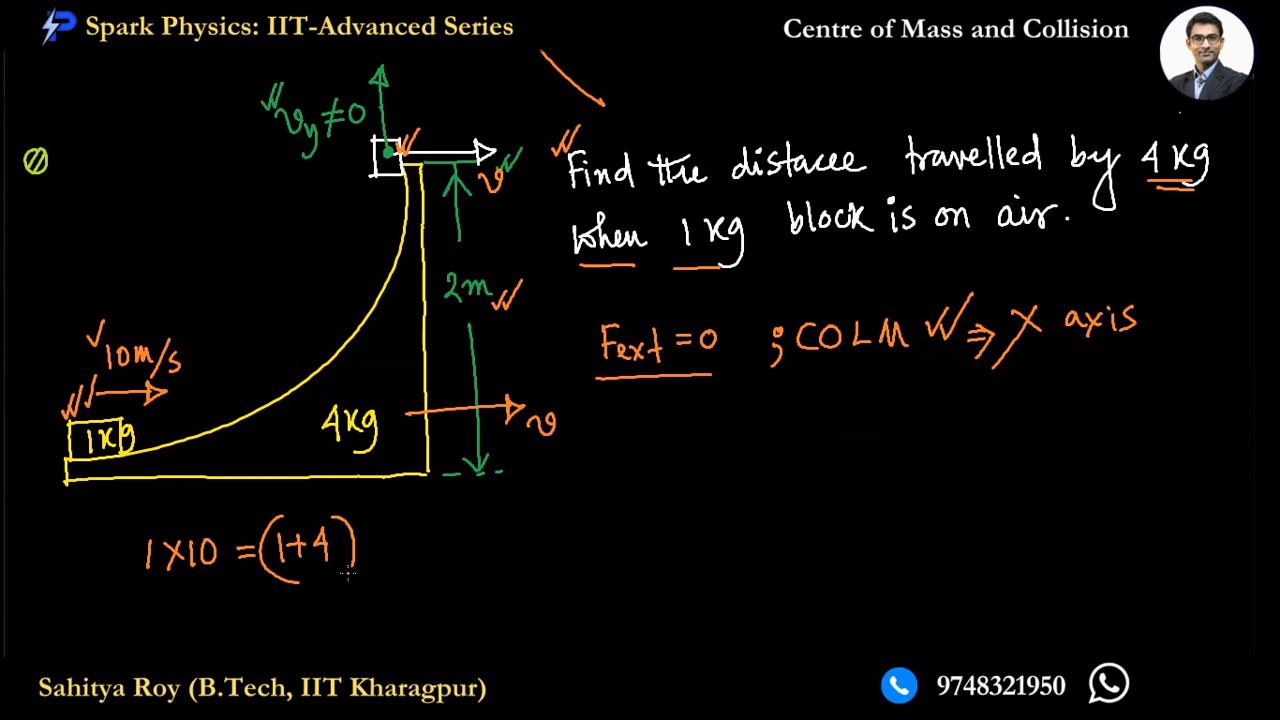 Spark Physics: IIT-Advanced Series
Centre of Mass and Collision
vy ≠ 0
v
Find the distacee travelled by 4 kg
when 1 kg block is on air.
2m
Fext = 0 ; COLM ⇒ X axis
10m/s
1kg
4kg
v
1 X 10 = (1+4)
Sahitya Roy (B.Tech, IIT Kharagpur)
9748321950